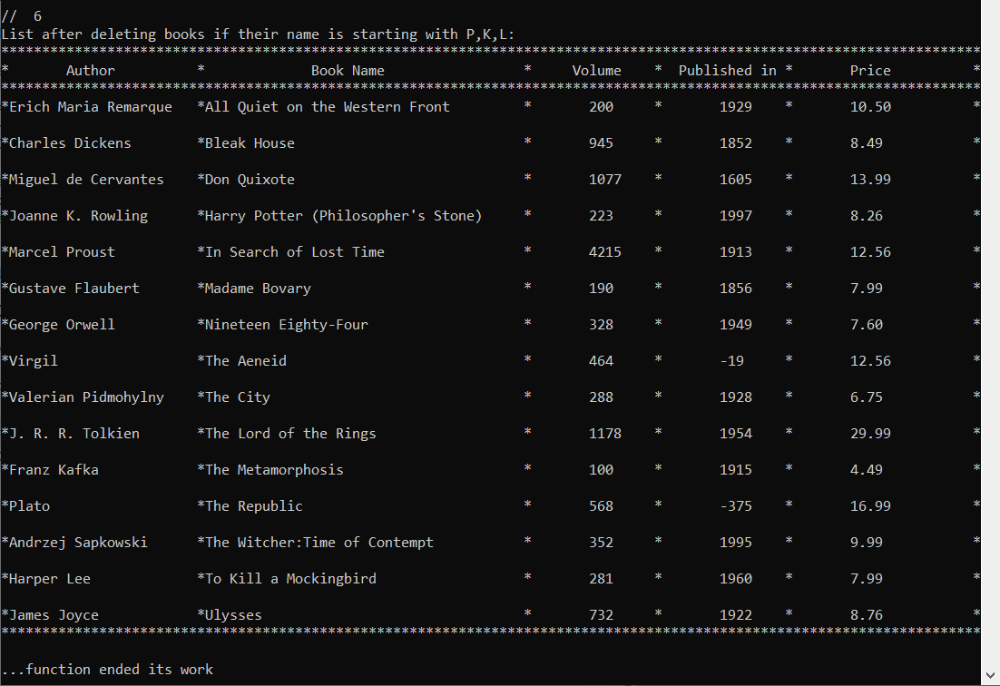 //  6
List after deleting books if their name is starting with P,K,L:
************************************************************************************************************************
*       Author          *             Book Name                 *     Volume    *  Published in *       Price          *
************************************************************************************************************************
*Erich Maria Remarque   *All Quiet on the Western Front         *       200     *       1929    *       10.50          *
*Charles Dickens        *Bleak House                            *       945     *       1852    *       8.49           *
*Miguel de Cervantes    *Don Quixote                            *       1077    *       1605    *       13.99          *
*Joanne K. Rowling      *Harry Potter (Philosopher's Stone)     *       223     *       1997    *       8.26           *
*Marcel Proust          *In Search of Lost Time                 *       4215    *       1913    *       12.56          *
*Gustave Flaubert       *Madame Bovary                          *       190     *       1856    *       7.99           *
*George Orwell          *Nineteen Eighty-Four                   *       328     *       1949    *       7.60           *
*Virgil                 *The Aeneid                             *       464     *       -19     *       12.56          *
*Valerian Pidmohylny    *The City                               *       288     *       1928    *       6.75           *
*J. R. R. Tolkien       *The Lord of the Rings                  *       1178    *       1954    *       29.99          *
*Franz Kafka            *The Metamorphosis                      *       100     *       1915    *       4.49           *
*Plato                  *The Republic                           *       568     *       -375    *       16.99          *
*Andrzej Sapkowski      *The Witcher:Time of Contempt           *       352     *       1995    *       9.99           *
*Harper Lee             *To Kill a Mockingbird                  *       281     *       1960    *       7.99           *
*James Joyce            *Ulysses                                *       732     *       1922    *       8.76           *
************************************************************************************************************************
...function ended its work